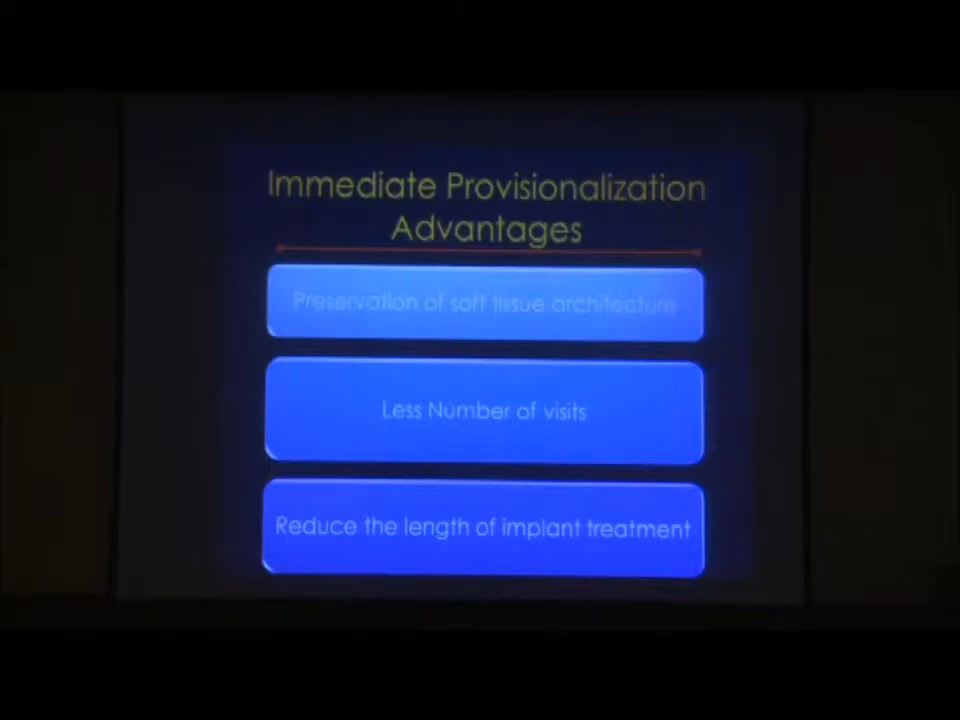 Immediate Provisionalization
Advantages
Preservation of soft tissue architecture
Less Number of visits
Reduce the length of implant treatment